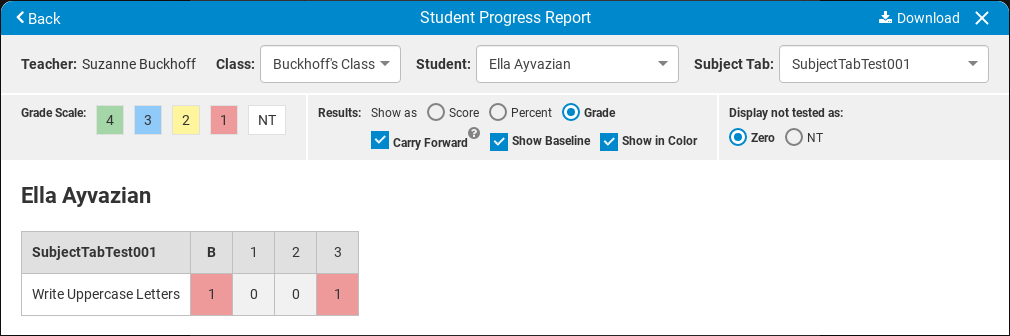 Back
Student Progress Report
Download
Teacher: Suzanne Buckhoff Class: Buckhoff's Class Student: Ella Ayvazian Subject Tab: SubjectTabTest001
Grade Scale: 4 3 2 1 NT
Results: Show as Score Percent Grade
Carry Forward ? Show Baseline Show in Color
Display not tested as:
Zero NT
Ella Ayvazian
SubjectTabTest001 B 1 2 3
Write Uppercase Letters 1 0 0 1